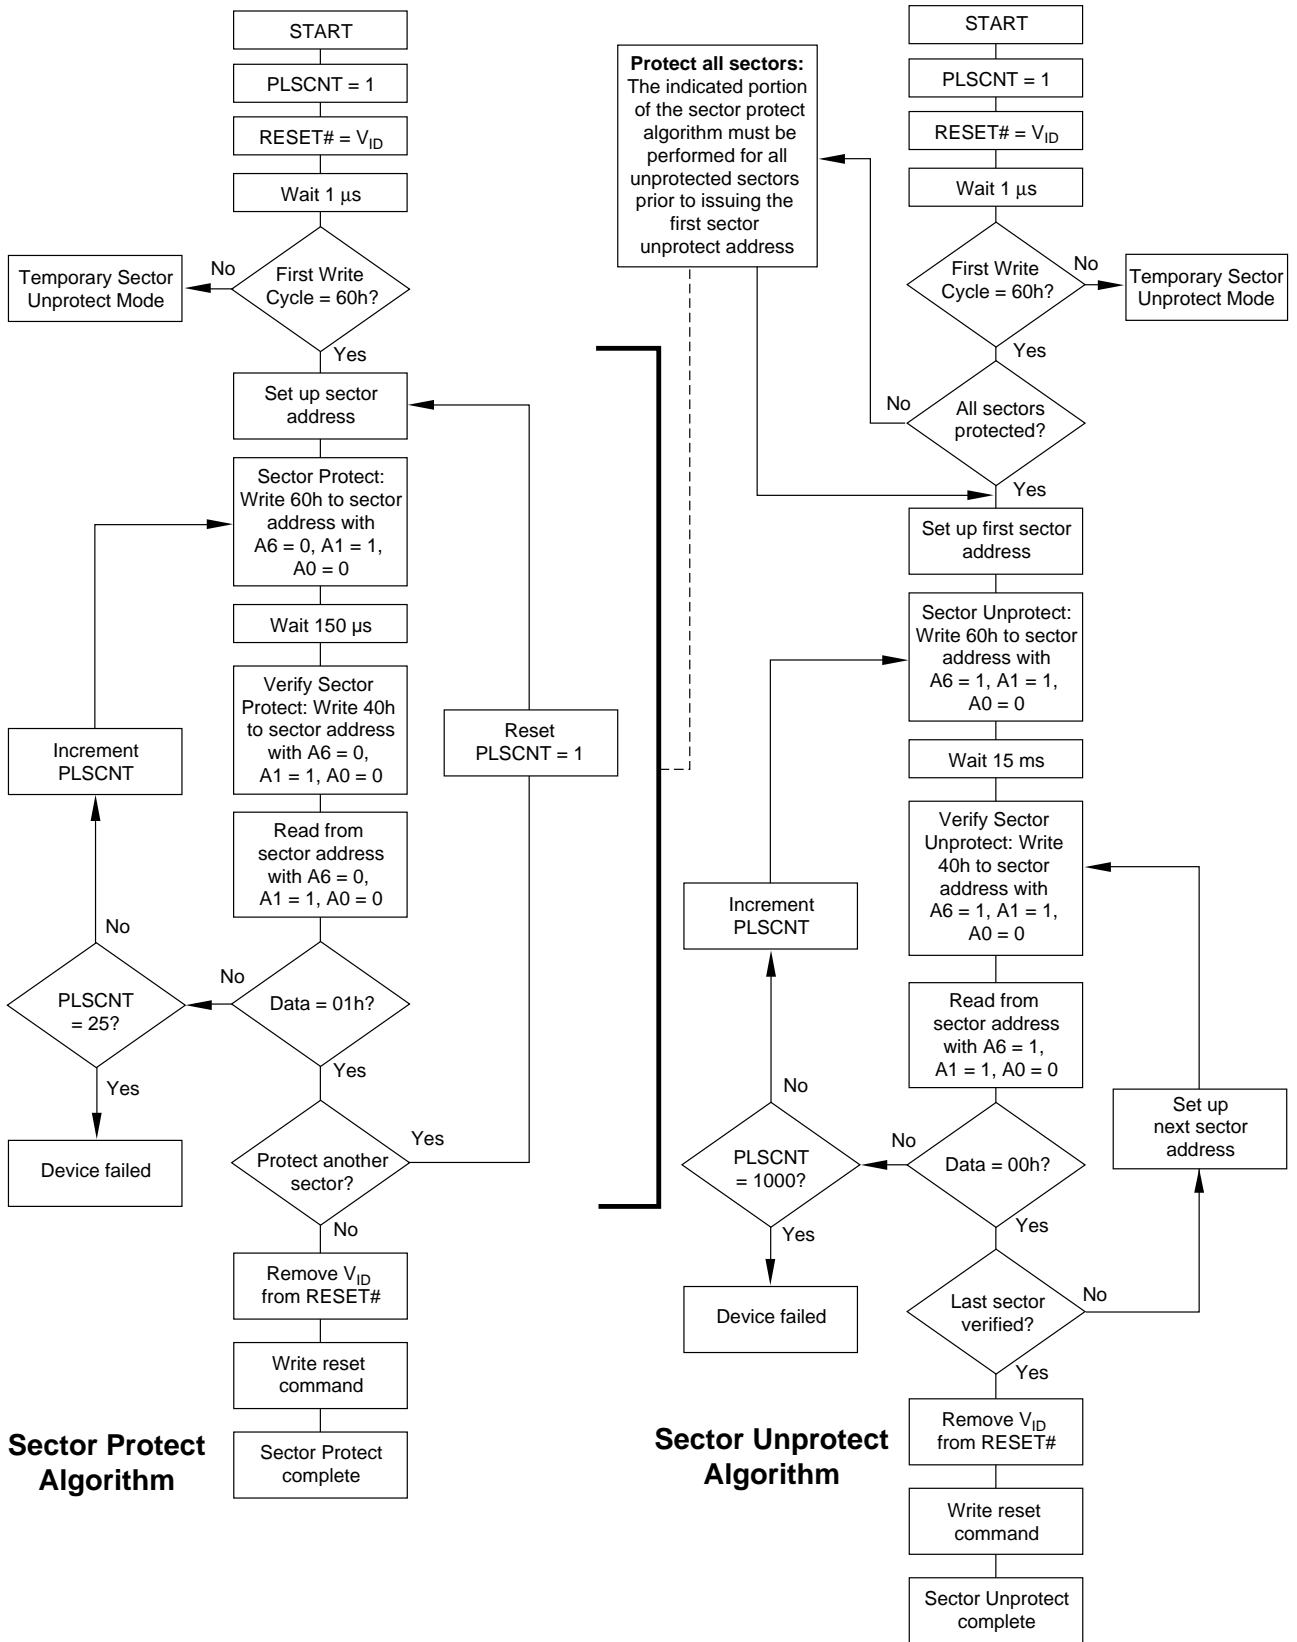 START
PLSCNT = 1
RESET# = VID
Wait 1 µs
First Write
Cycle = 60h?
No
Temporary Sector
Unprotect Mode
Yes
Set up sector
address
Sector Protect:
Write 60h to sector
address with
A6 = 0, A1 = 1,
A0 = 0
Wait 150 µs
Verify Sector
Protect: Write 40h
to sector address
with A6 = 0,
A1 = 1, A0 = 0
Reset
PLSCNT = 1
Increment
PLSCNT
Read from
sector address
with A6 = 0,
A1 = 1, A0 = 0
No
PLSCNT
= 25?
No
Data = 01h?
Yes
Yes
Device failed
Protect another
sector?
Yes
No
Remove VID
from RESET#
Write reset
command
Sector Protect
complete
Sector Protect
Algorithm
Protect all sectors:
The indicated portion
of the sector protect
algorithm must be
performed for all
unprotected sectors
prior to issuing the
first sector
unprotect address
START
PLSCNT = 1
RESET# = VID
Wait 1 µs
First Write
Cycle = 60h?
No
Temporary Sector
Unprotect Mode
Yes
No
All sectors
protected?
Yes
Set up first sector
address
Sector Unprotect:
Write 60h to sector
address with
A6 = 1, A1 = 1,
A0 = 0
Wait 15 ms
Verify Sector
Unprotect: Write
40h to sector
address with
A6 = 1, A1 = 1,
A0 = 0
Increment
PLSCNT
Read from
sector address
with A6 = 1,
A1 = 1, A0 = 0
No
Set up
next sector
address
PLSCNT
= 1000?
No
Data = 00h?
Yes
Yes
Device failed
Last sector
verified?
No
Yes
Remove VID
from RESET#
Write reset
command
Sector Unprotect
complete
Sector Unprotect
Algorithm